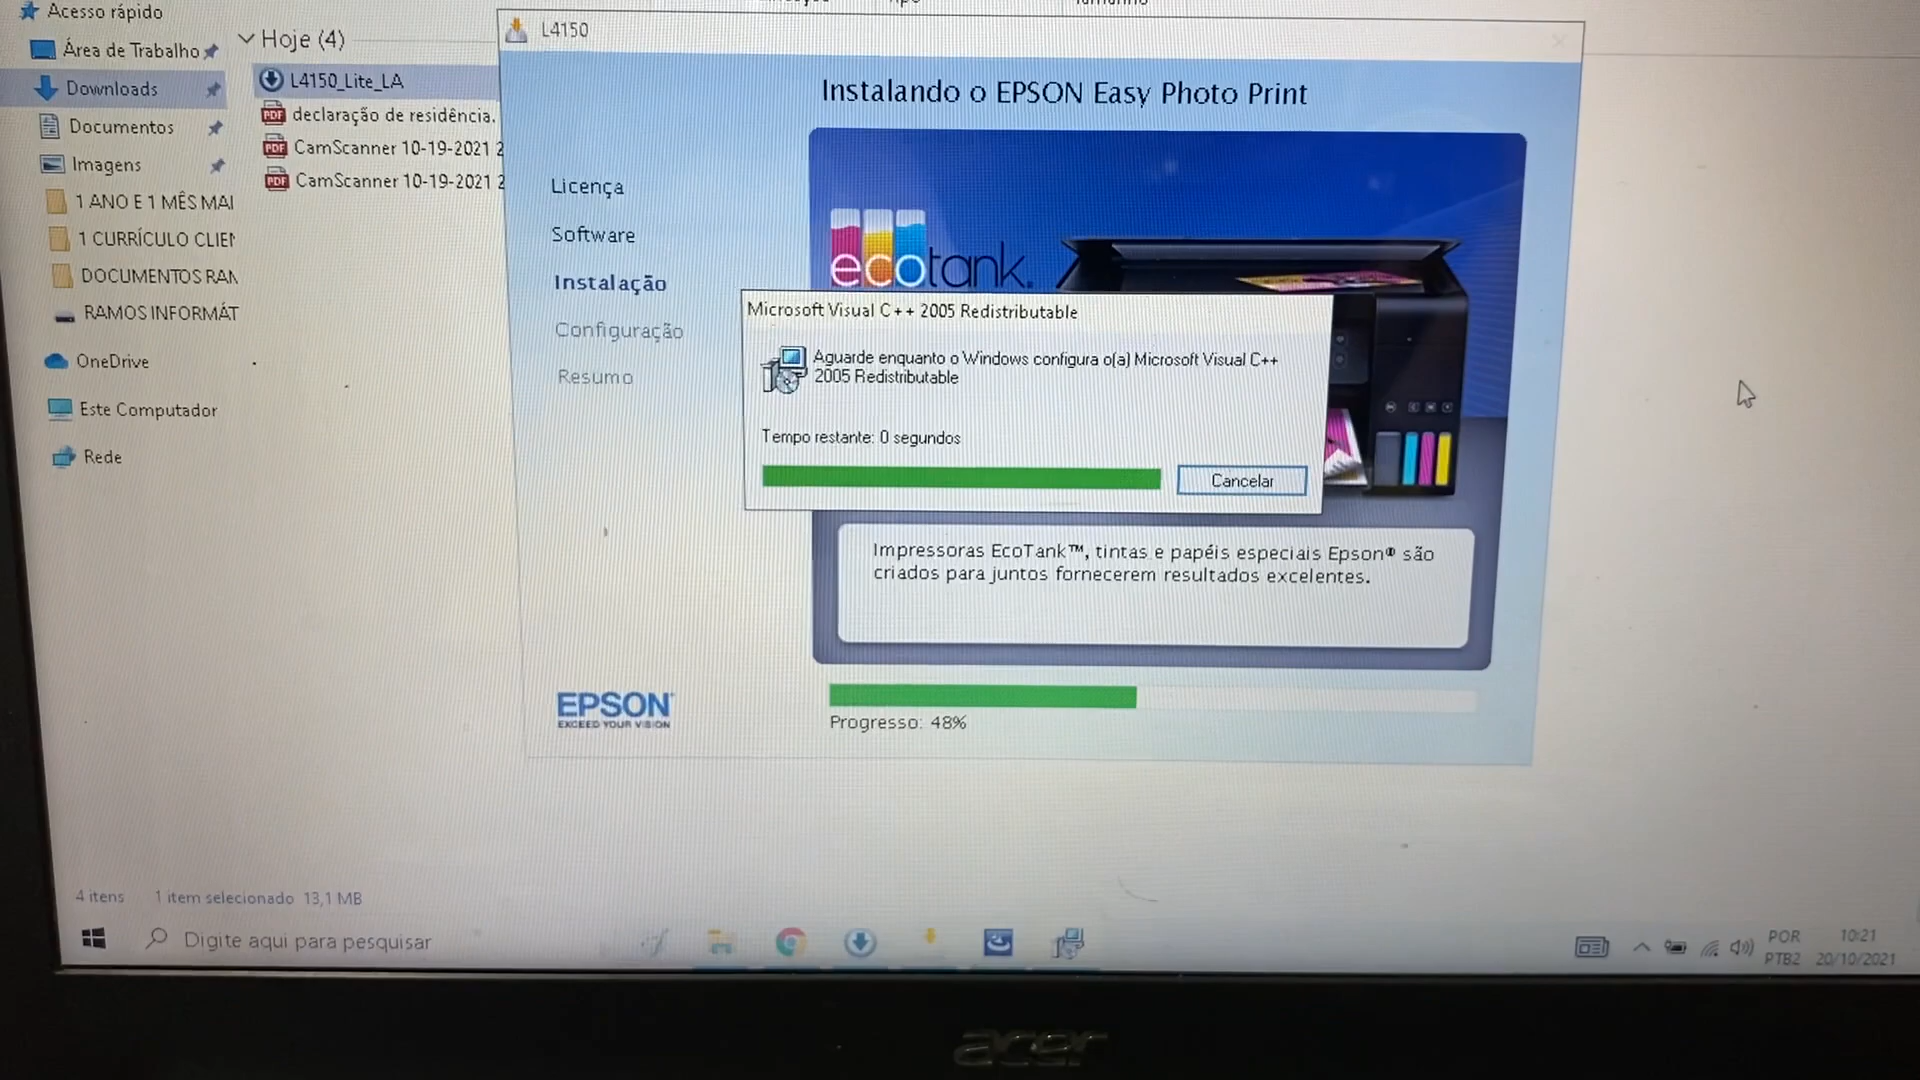 Acesso rápido
Área de Trabalho
Downloads
Documentos
Imagens
1 ANO E 1 MÊS MAI
1 CURRÍCULO CLIEN
DOCUMENTOS RAM
RAMOS INFORMÁT
OneDrive
Este Computador
Rede
Hoje (4)
L4150_Lite_LA
declaração de residência.
CamScanner 10-19-2021 2
CamScanner 10-19-2021 2
L4150
Instalando o EPSON Easy Photo Print
Licença
Software
Instalação
Configuração
Resumo
ecotank.
Microsoft Visual C++ 2005 Redistributable
Aguarde enquanto o Windows configura o(a) Microsoft Visual C++
2005 Redistributable
Tempo restante: 0 segundos
Cancelar
Impressoras EcoTank™, tintas e papéis especiais Epson® são
criados para juntos fornecerem resultados excelentes.
EPSON
EXCEED YOUR VISION
Progresso: 48%
4 itens 1 item selecionado 13,1 MB
Digite aqui para pesquisar
POR
PTB2
10:21
20/10/2021
acer